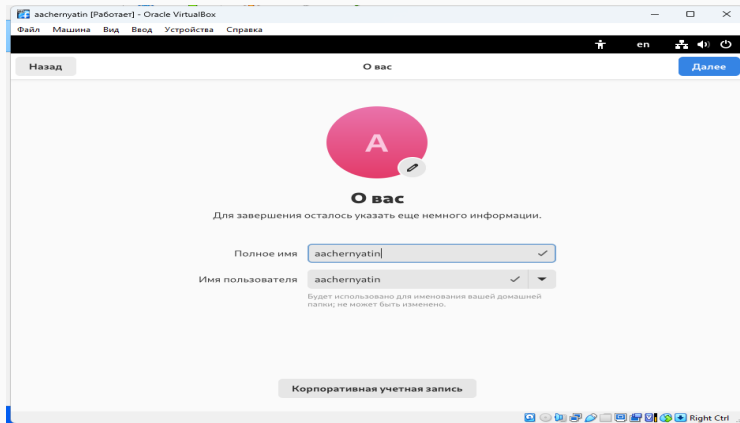 aachernyatin [Работает] - Oracle VirtualBox
Файл Машина Вид Ввод Устройства Справка
en
Назад О вас Далее
A
О вас
Для завершения осталось указать еще немного информации.
Полное имя aachernyatin
Имя пользователя aachernyatin
Будет использовано для именования вашей домашней
папки; не может быть изменено.
Корпоративная учетная запись
Right Ctrl